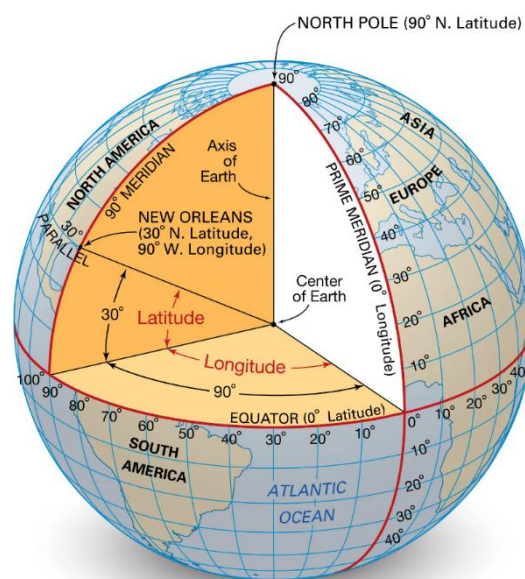 NORTH POLE (90° N. Latitude)
90°
80°
70°
60°
50°
40°
30°
20°
10°
0°
10°
20°
30°
40°
ASIA
EUROPE
AFRICA
PRIME MERIDIAN (0° Longitude)
NORTH AMERICA
90° MERIDIAN
Axis
of
Earth
30°
PARALLEL
NEW ORLEANS
(30° N. Latitude,
90° W. Longitude)
Center
of Earth
30°
Latitude
Longitude
90°
EQUATOR (0° Latitude)
100°
90°
80°
70°
60°
50°
40°
30°
20°
10°
10°
20°
30°
40
SOUTH
AMERICA
ATLANTIC
OCEAN